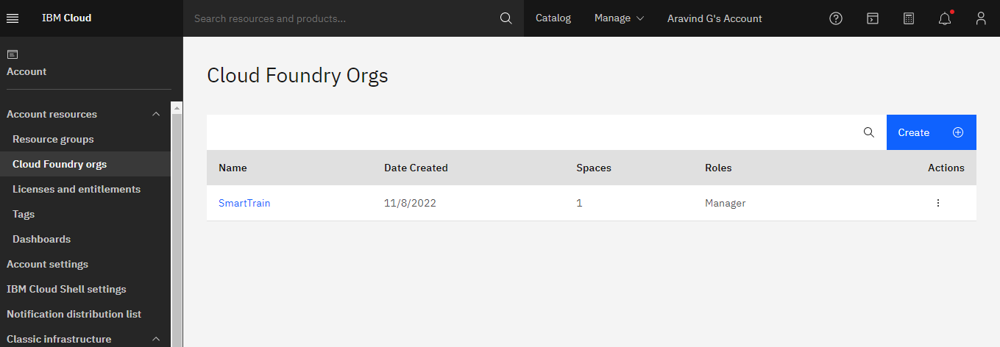 IBM Cloud
Search resources and products...
Catalog
Manage
Aravind G's Account
Account
Account resources
Resource groups
Cloud Foundry orgs
Licenses and entitlements
Tags
Dashboards
Account settings
IBM Cloud Shell settings
Notification distribution list
Classic infrastructure
Cloud Foundry Orgs
Create
Name Date Created Spaces Roles Actions
SmartTrain 11/8/2022 1 Manager